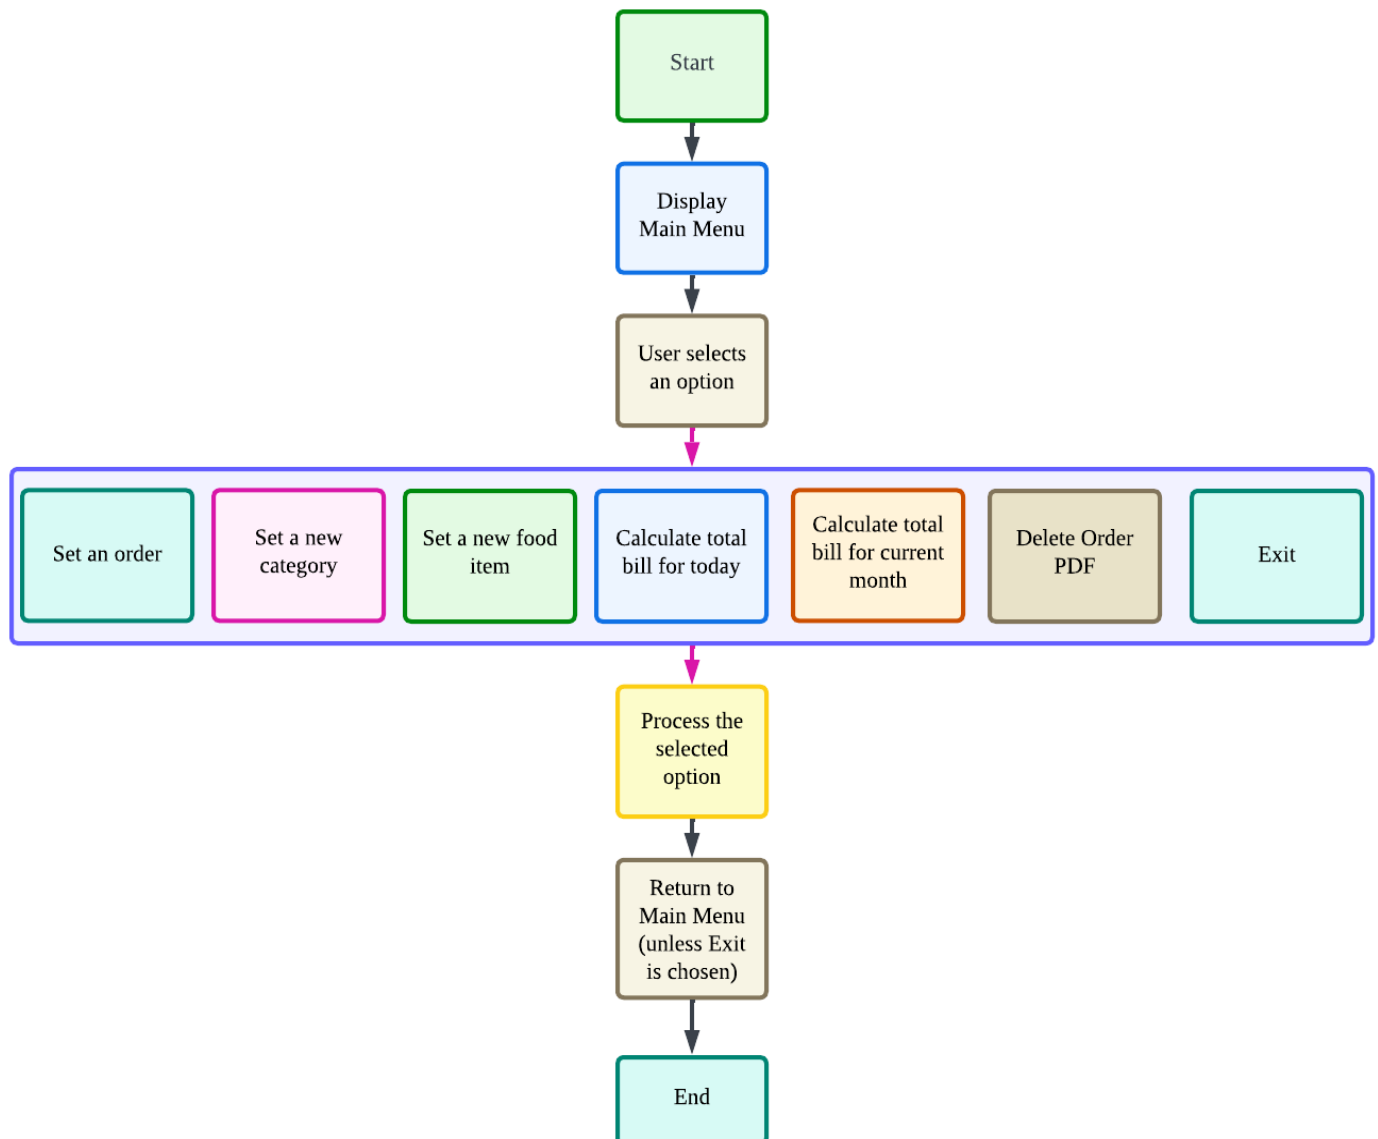 Start
Display
Main Menu
User selects
an option
Set an order
Set a new
category
Set a new food
item
Calculate total
bill for today
Calculate total
bill for current
month
Delete Order
PDF
Exit
Process the
selected
option
Return to
Main Menu
(unless Exit
is chosen)
End